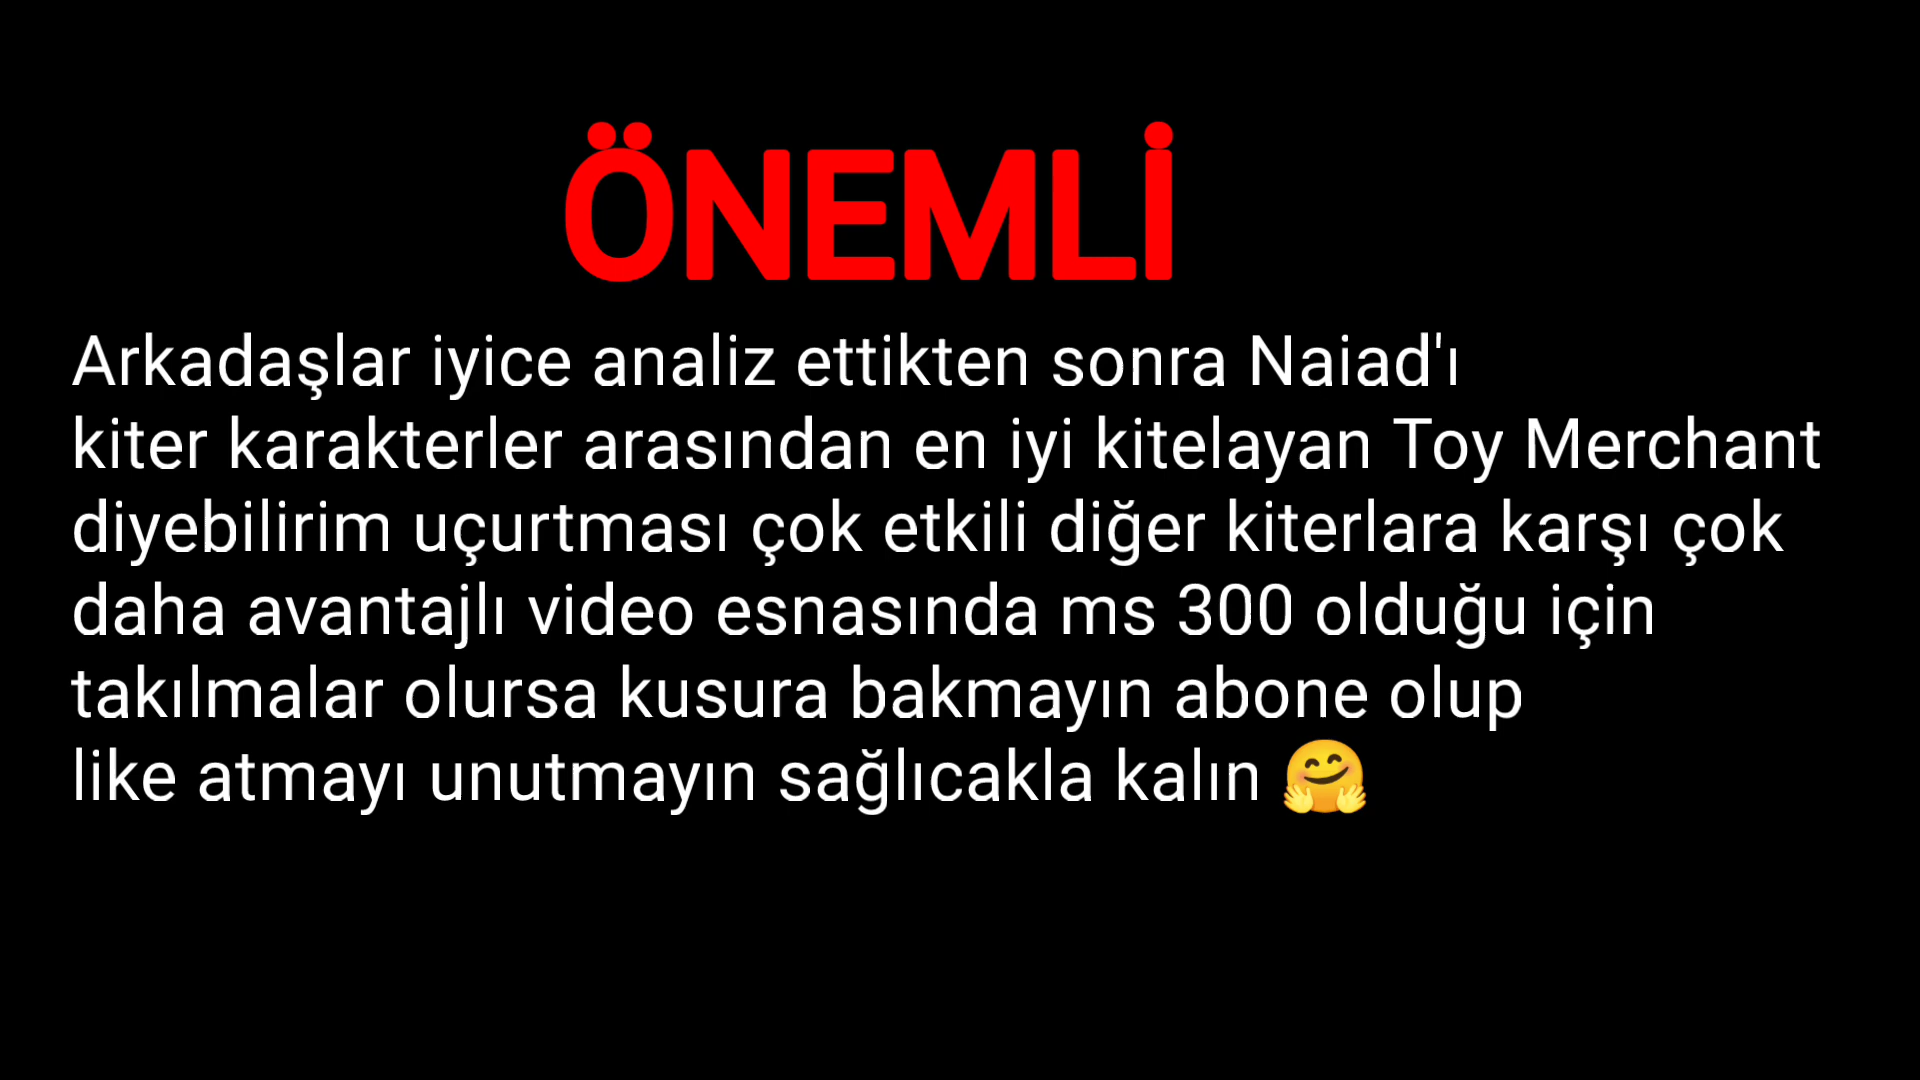 ÖNEMLİ
Arkadaşlar iyice analiz ettikten sonra Naiad'ı
kiter karakterler arasından en iyi kitelayan Toy Merchant
diyebilirim uçurtması çok etkili diğer kiterlara karşı çok
daha avantajlı video esnasında ms 300 olduğu için
takılmalar olursa kusura bakmayın abone olup
like atmayı unutmayın sağlıcakla kalın 🤗